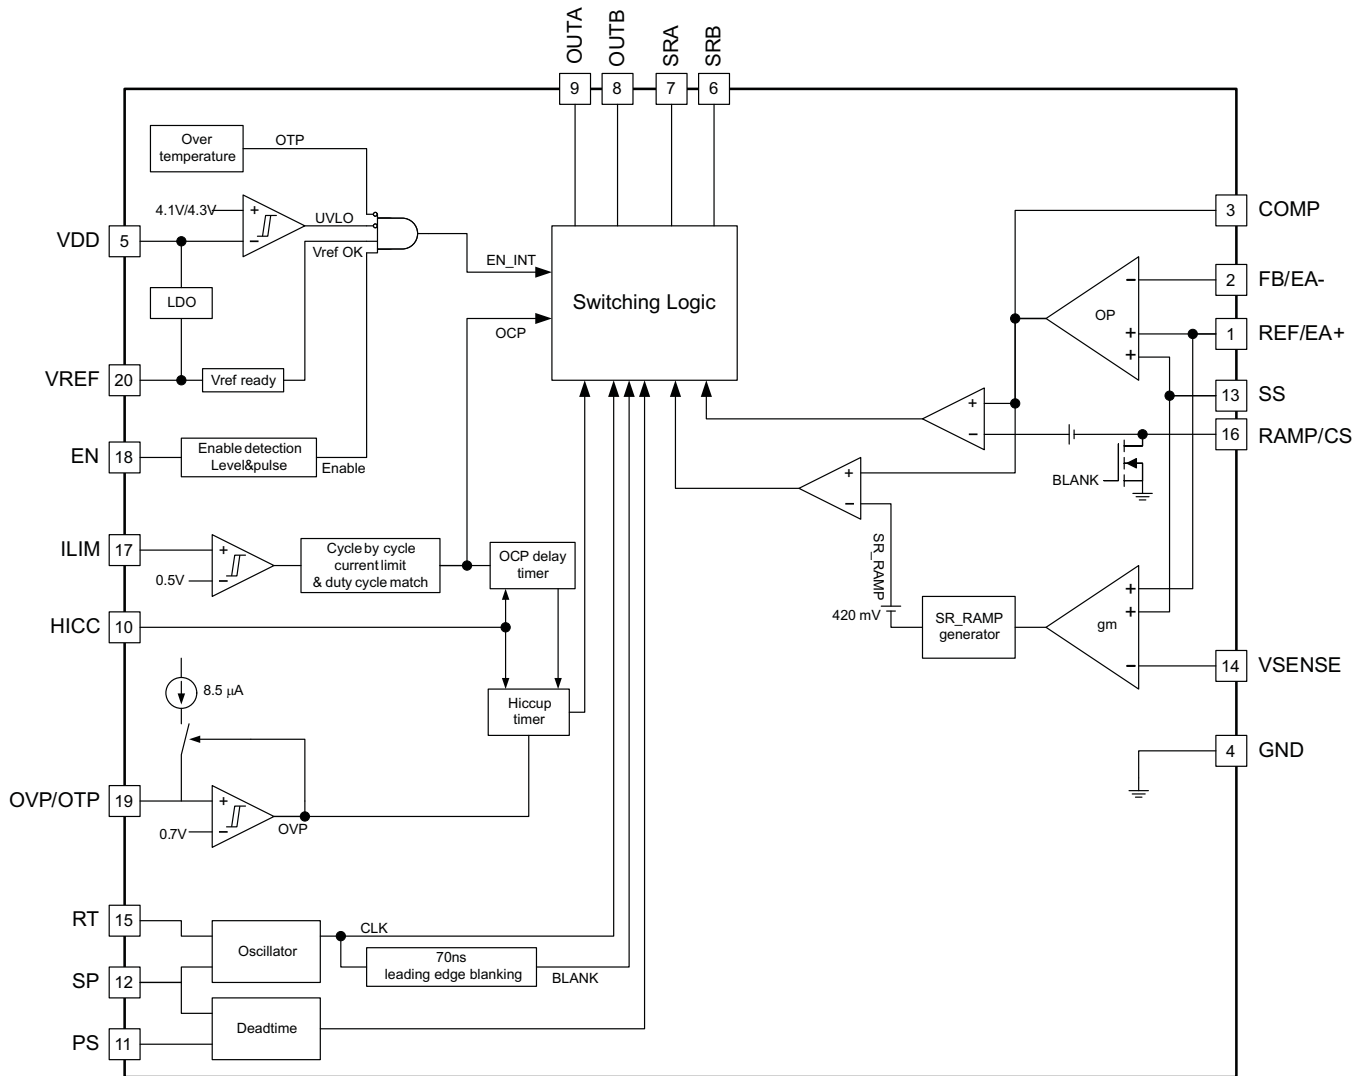 OUTA
OUTB
SRA
SRB
9
8
7
6
Over
temperature
OTP
4.1V/4.3V
+
−
UVLO
Vref OK
VDD
5
LDO
VREF
20
Vref ready
EN
18
Enable detection
Level&pulse
Enable
EN_INT
OCP
Switching Logic
3
COMP
−
2
FB/EA-
OP
+
1
REF/EA+
+
13
SS
+
−
16
RAMP/CS
BLANK
+
−
ILIM
17
+
0.5V
−
Cycle by cycle
current limit
& duty cycle match
OCP delay
timer
HICC
10
SR_RAMP
420 mV
SR_RAMP
generator
gm
+
+
−
14
VSENSE
8.5 μA
Hiccup
timer
4
GND
OVP/OTP
19
+
0.7V
−
OVP
RT
15
Oscillator
CLK
70ns
leading edge blanking
BLANK
SP
12
Deadtime
PS
11